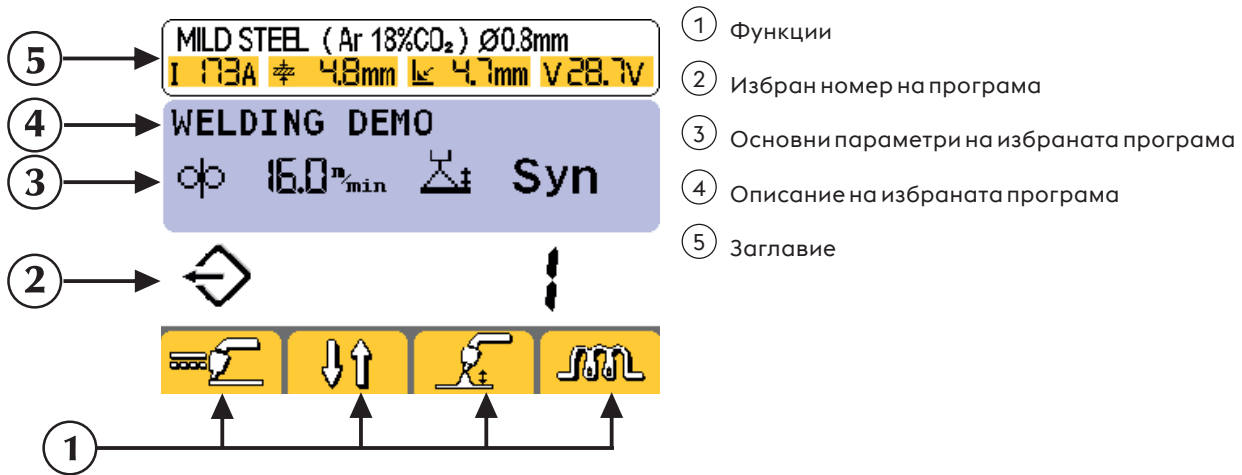 MILD STEEL (Ar 18%CO₂) Ø0.8mm
I 173A 4.8mm 4.7mm V 28.7V
WELDING DEMO
16.0 m/min Syn
1
5
4
3
2
1
1 Функции
2 Избран номер на програма
3 Основни параметри на избраната програма
4 Описание на избраната програма
5 Заглавие